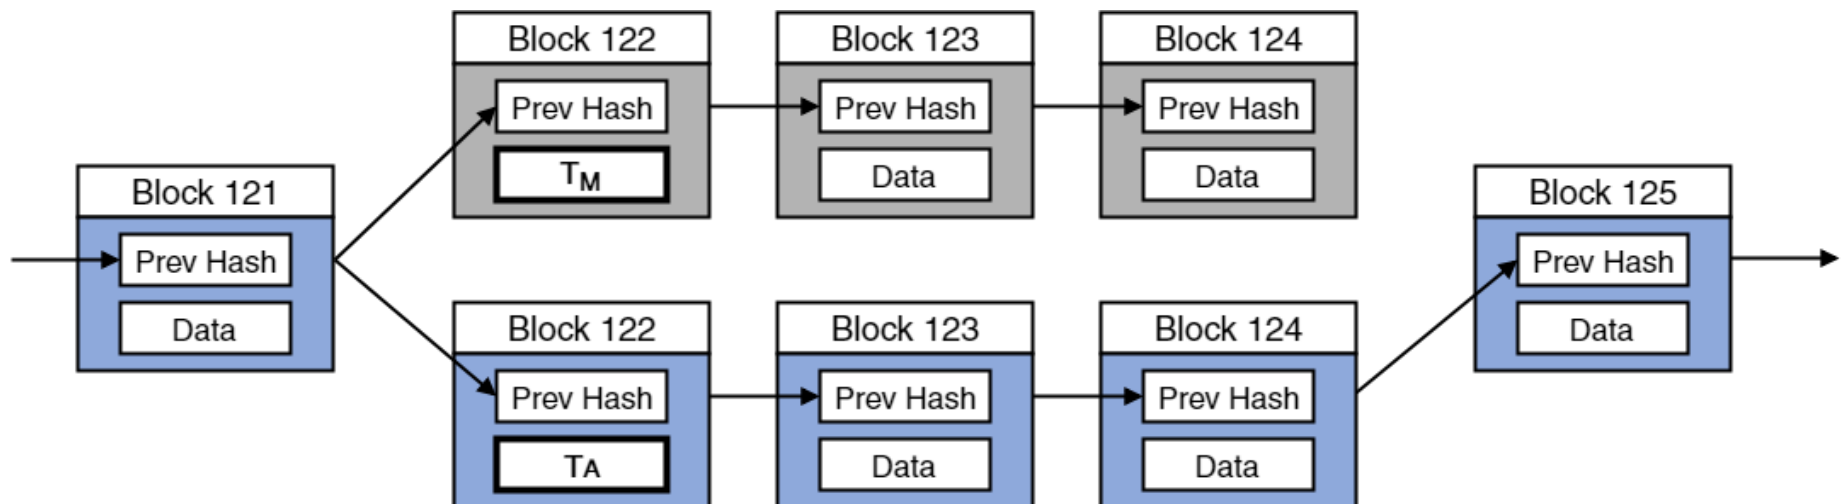 Block 122
Prev Hash
TM
Block 123
Prev Hash
Data
Block 124
Prev Hash
Data
Block 121
Prev Hash
Data
Block 122
Prev Hash
TA
Block 123
Prev Hash
Data
Block 124
Prev Hash
Data
Block 125
Prev Hash
Data